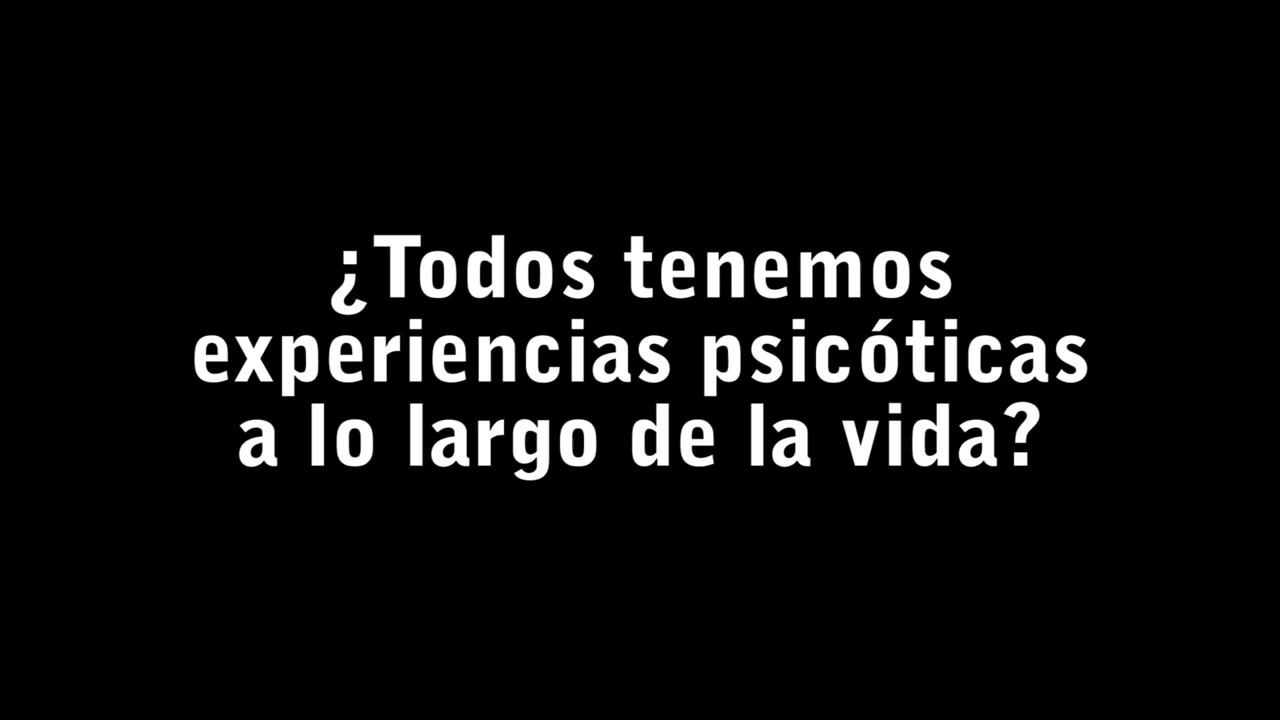 ¿Todos tenemos
experiencias psicóticas
a lo largo de la vida?